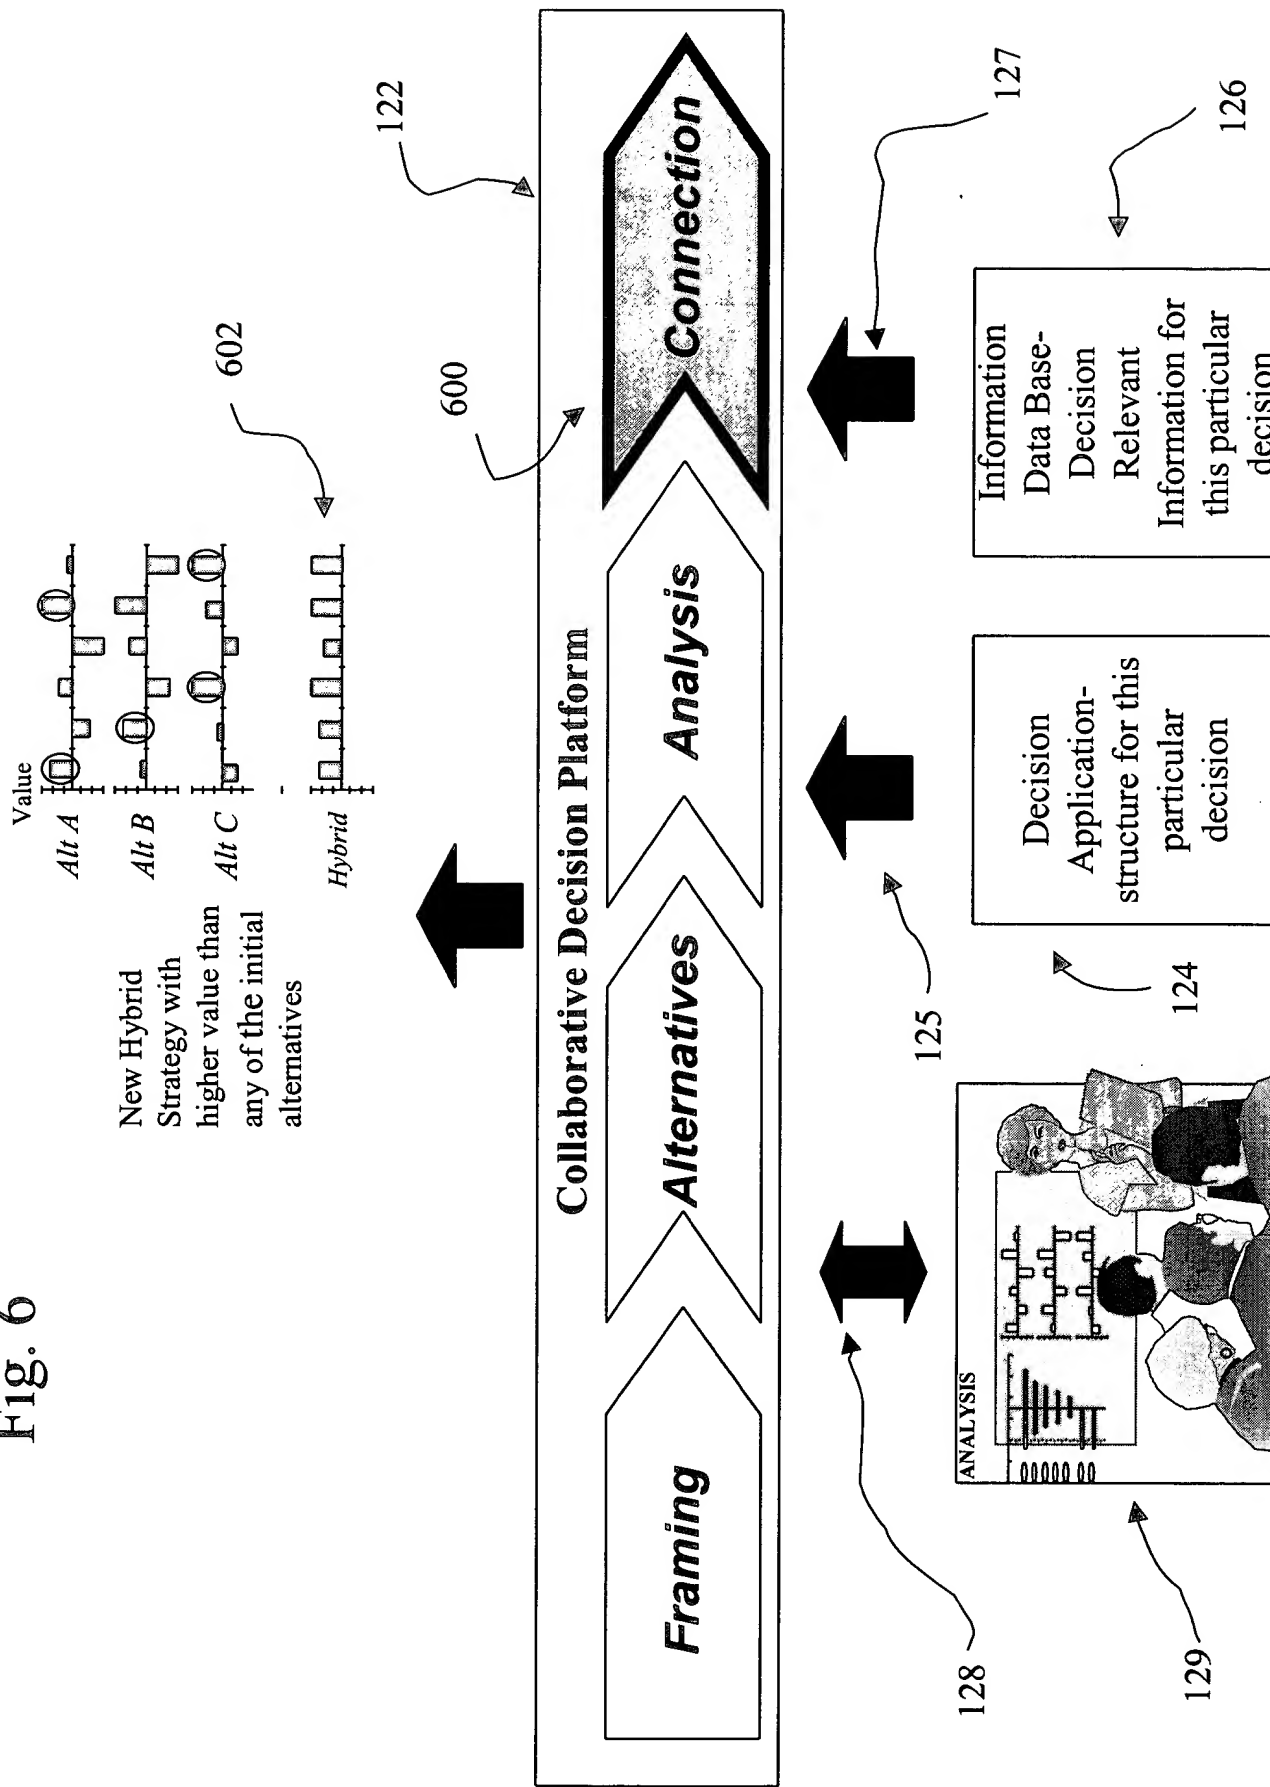 Fig. 6
Value
Alt A
Alt B
Alt C
Hybrid
New Hybrid
Strategy with
higher value than
any of the initial
alternatives
602
122
600
Collaborative Decision Platform
Framing
Alternatives
Analysis
Connection
128
125
127
ANALYSIS
129
Decision
Application-
structure for this
particular
decision
124
Information
Data Base-
Decision
Relevant
Information for
this particular
decision
126